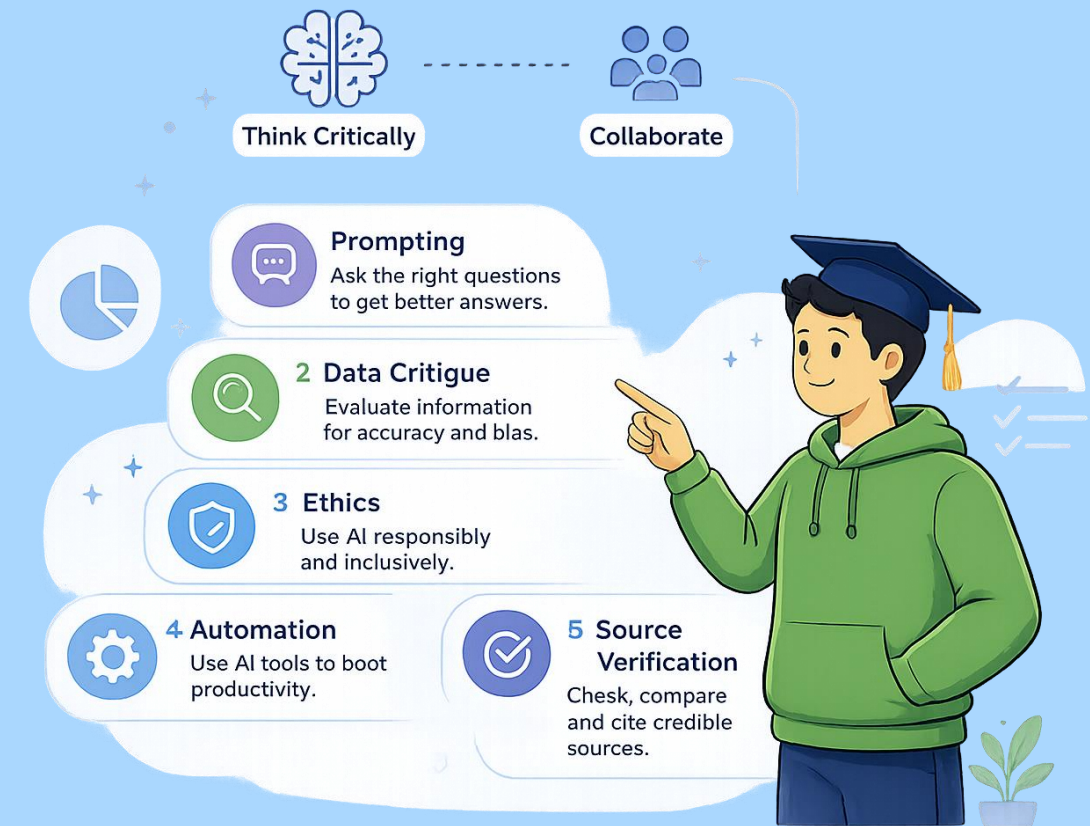 Think Critically
Collaborate
Prompting
Ask the right questions
to get better answers.
2 Data Critigue
Evaluate information
for accuracy and blas.
3 Ethics
Use AI responsibly
and inclusively.
4 Automation
Use AI tools to boot
productivity.
5 Source
Verification
Chesk, compare
and cite credible
sources.